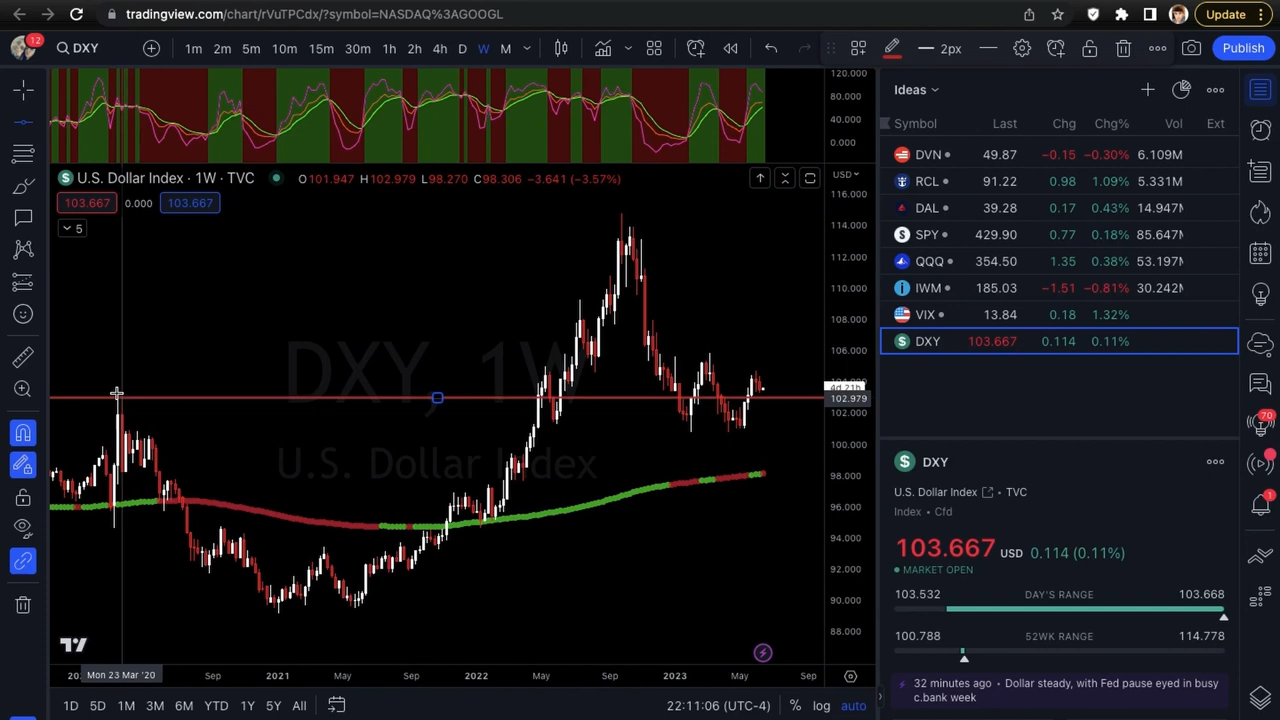 tradingview.com/chart/rVuTPCdx/?symbol=NASDAQ%3AGOOGL
Update
12
DXY
1m 2m 5m 10m 15m 30m 1h 2h 4h D W M
2px
Publish
120.000
80.000
40.000
0.000
U.S. Dollar Index · 1W · TVC
O101.947 H102.979 L98.270 C98.306 −3.641 (−3.57%)
USD
103.667 0.000 103.667
5
116.000
114.000
112.000
110.000
108.000
106.000
4d 21h
102.979
102.000
100.000
98.000
96.000
94.000
92.000
90.000
88.000
DXY, 1W
U.S. Dollar Index
Mon 23 Mar '20
Sep 2021 May Sep 2022 May Sep 2023 May Sep
1D 5D 1M 3M 6M YTD 1Y 5Y All
22:11:06 (UTC-4) % log auto
Ideas
Symbol Last Chg Chg% Vol Ext
DVN 49.87 −0.15 −0.30% 6.109M
RCL 91.22 0.98 1.09% 5.331M
DAL 39.28 0.17 0.43% 14.947M
SPY 429.90 0.77 0.18% 85.647M
QQQ 354.50 1.35 0.38% 53.197M
IWM 185.03 −1.51 −0.81% 30.242M
VIX 13.84 0.18 1.32%
DXY 103.667 0.114 0.11%
DXY
U.S. Dollar Index • TVC
Index • Cfd
103.667 USD 0.114 (0.11%)
MARKET OPEN
103.532 DAY'S RANGE 103.668
100.788 52WK RANGE 114.778
32 minutes ago • Dollar steady, with Fed pause eyed in busy
c.bank week
70
1